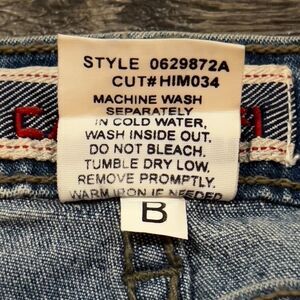 STYLE 0629872A
CUT#HIM034
MACHINE WASH
SEPARATELY
IN COLD WATER,
WASH INSIDE OUT.
DO NOT BLEACH.
TUMBLE DRY LOW.
REMOVE PROMPTLY.
WARM IRON IF NEEDED
B